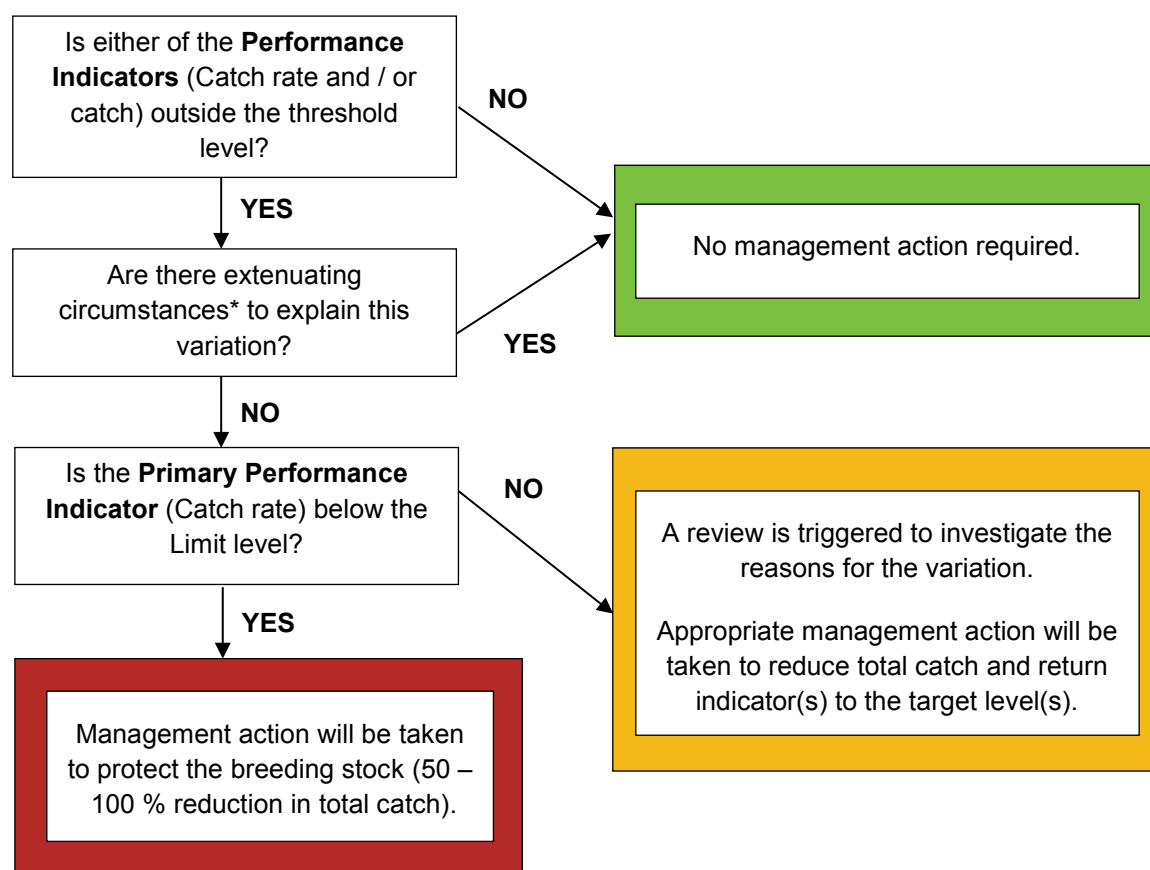 Is either of the Performance
Indicators (Catch rate and / or
catch) outside the threshold
level?
NO
YES
No management action required.
Are there extenuating
circumstances* to explain this
variation?
YES
NO
Is the Primary Performance
Indicator (Catch rate) below the
Limit level?
NO
YES
A review is triggered to investigate the
reasons for the variation.
Appropriate management action will be
taken to reduce total catch and return
indicator(s) to the target level(s).
Management action will be taken
to protect the breeding stock (50 –
100 % reduction in total catch).